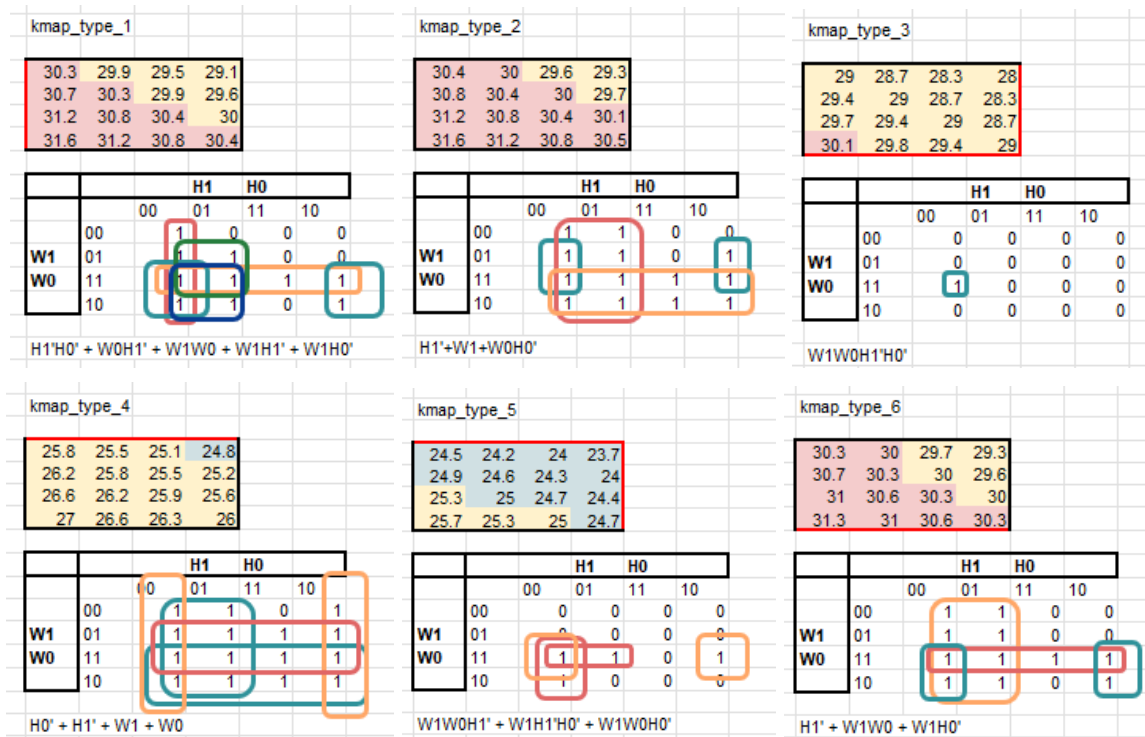 kmap_type_1
30.3 29.9 29.5 29.1
30.7 30.3 29.9 29.6
31.2 30.8 30.4 30
31.6 31.2 30.8 30.4
H1 H0
00 01 11 10
00 1 0 0 0
W1 01 1 1 0 0
W0 11 1 1 1 1
10 1 1 0 1
H1'H0' + W0H1' + W1W0 + W1H1' + W1H0'
kmap_type_2
30.4 30 29.6 29.3
30.8 30.4 30 29.7
31.2 30.8 30.4 30.1
31.6 31.2 30.8 30.5
H1 H0
00 01 11 10
00 1 1 0 0
W1 01 1 1 0 1
W0 11 1 1 1 1
10 1 1 1 1
H1'+W1+W0H0'
kmap_type_3
29 28.7 28.3 28
29.4 29 28.7 28.3
29.7 29.4 29 28.7
30.1 29.8 29.4 29
H1 H0
00 01 11 10
00 0 0 0 0
W1 01 0 0 0 0
W0 11 1 0 0 0
10 0 0 0 0
W1W0H1'H0'
kmap_type_4
25.8 25.5 25.1 24.8
26.2 25.8 25.5 25.2
26.6 26.2 25.9 25.6
27 26.6 26.3 26
H1 H0
00 01 11 10
00 1 1 0 1
W1 01 1 1 1 1
W0 11 1 1 1 1
10 1 1 1 1
H0' + H1' + W1 + W0
kmap_type_5
24.5 24.2 24 23.7
24.9 24.6 24.3 24
25.3 25 24.7 24.4
25.7 25.3 25 24.7
H1 H0
00 01 11 10
00 0 0 0 0
W1 01 0 0 0 0
W0 11 1 1 0 1
10 1 0 0 0
W1W0H1' + W1H1'H0' + W1W0H0'
kmap_type_6
30.3 30 29.7 29.3
30.7 30.3 30 29.6
31 30.6 30.3 30
31.3 31 30.6 30.3
H1 H0
00 01 11 10
00 1 1 0 0
W1 01 1 1 0 0
W0 11 1 1 1 1
10 1 1 0 1
H1' + W1W0 + W1H0'